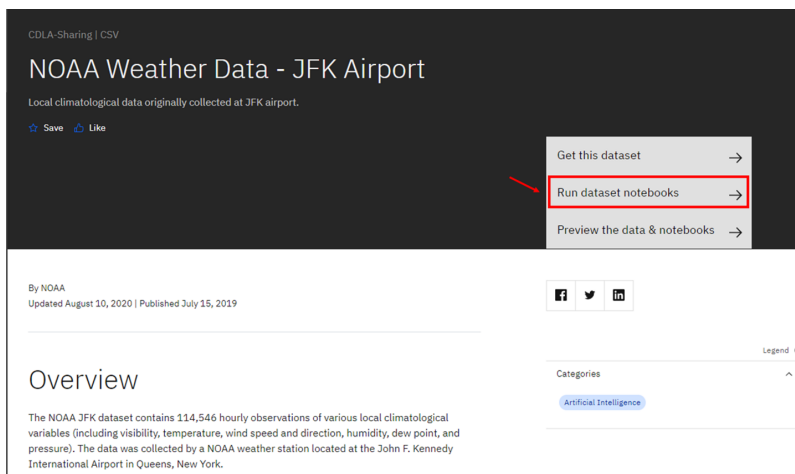 CDLA-Sharing | CSV
NOAA Weather Data - JFK Airport
Local climatological data originally collected at JFK airport.
Save Like
Get this dataset
Run dataset notebooks
Preview the data & notebooks
By NOAA
Updated August 10, 2020 | Published July 15, 2019
Legend
Categories
Artificial Intelligence
Overview
The NOAA JFK dataset contains 114,546 hourly observations of various local climatological
variables (including visibility, temperature, wind speed and direction, humidity, dew point, and
pressure). The data was collected by a NOAA weather station located at the John F. Kennedy
International Airport in Queens, New York.